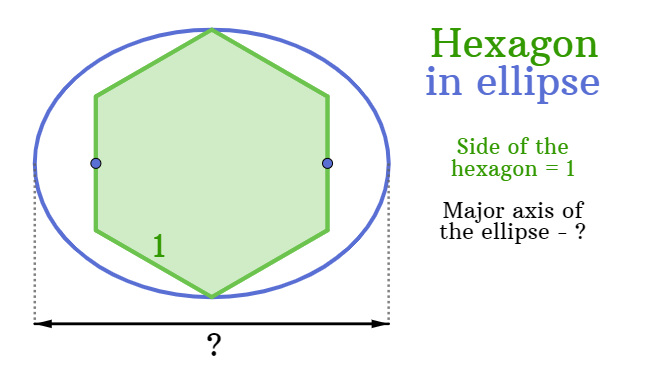 Hexagon
in ellipse
Side of the
hexagon = 1
Major axis of
the ellipse - ?
1
?